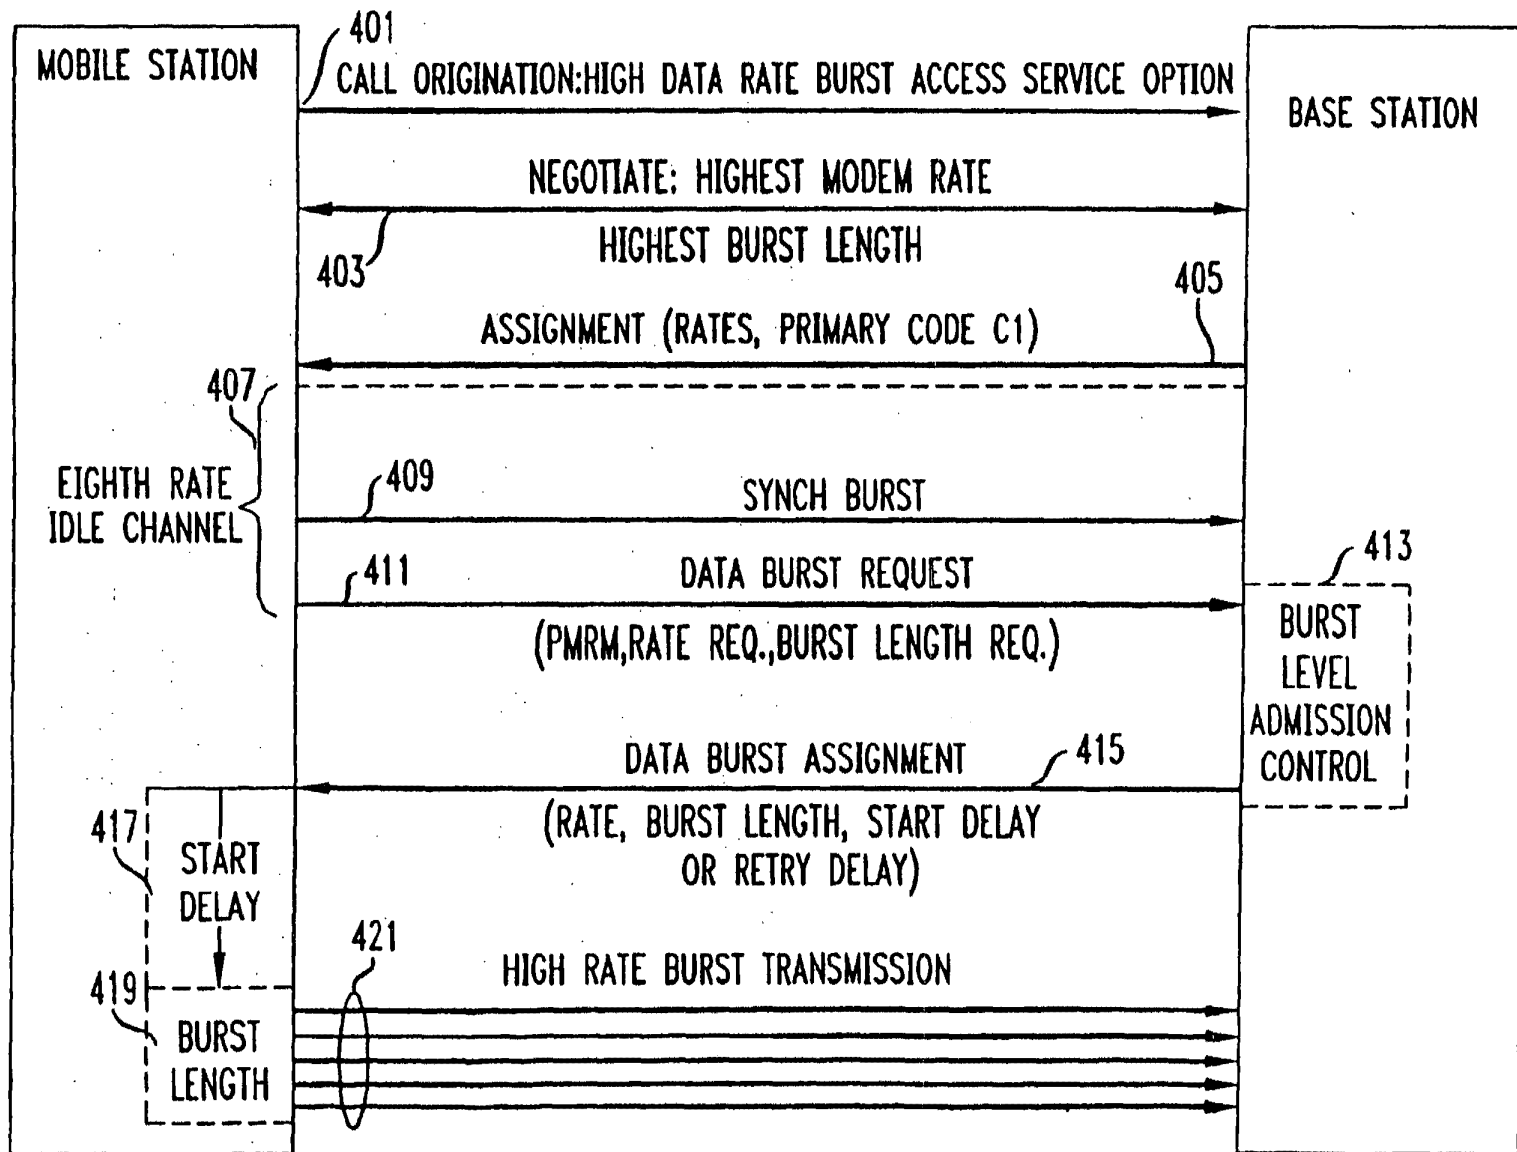 401
MOBILE STATION
CALL ORIGINATION:HIGH DATA RATE BURST ACCESS SERVICE OPTION
BASE STATION
NEGOTIATE: HIGHEST MODEM RATE
403
HIGHEST BURST LENGTH
405
ASSIGNMENT (RATES, PRIMARY CODE C1)
407
EIGHTH RATE
IDLE CHANNEL
409
SYNCH BURST
411
DATA BURST REQUEST
(PMRM,RATE REQ.,BURST LENGTH REQ.)
413
BURST
LEVEL
ADMISSION
CONTROL
DATA BURST ASSIGNMENT
415
(RATE, BURST LENGTH, START DELAY
OR RETRY DELAY)
417
START
DELAY
421
HIGH RATE BURST TRANSMISSION
419
BURST
LENGTH